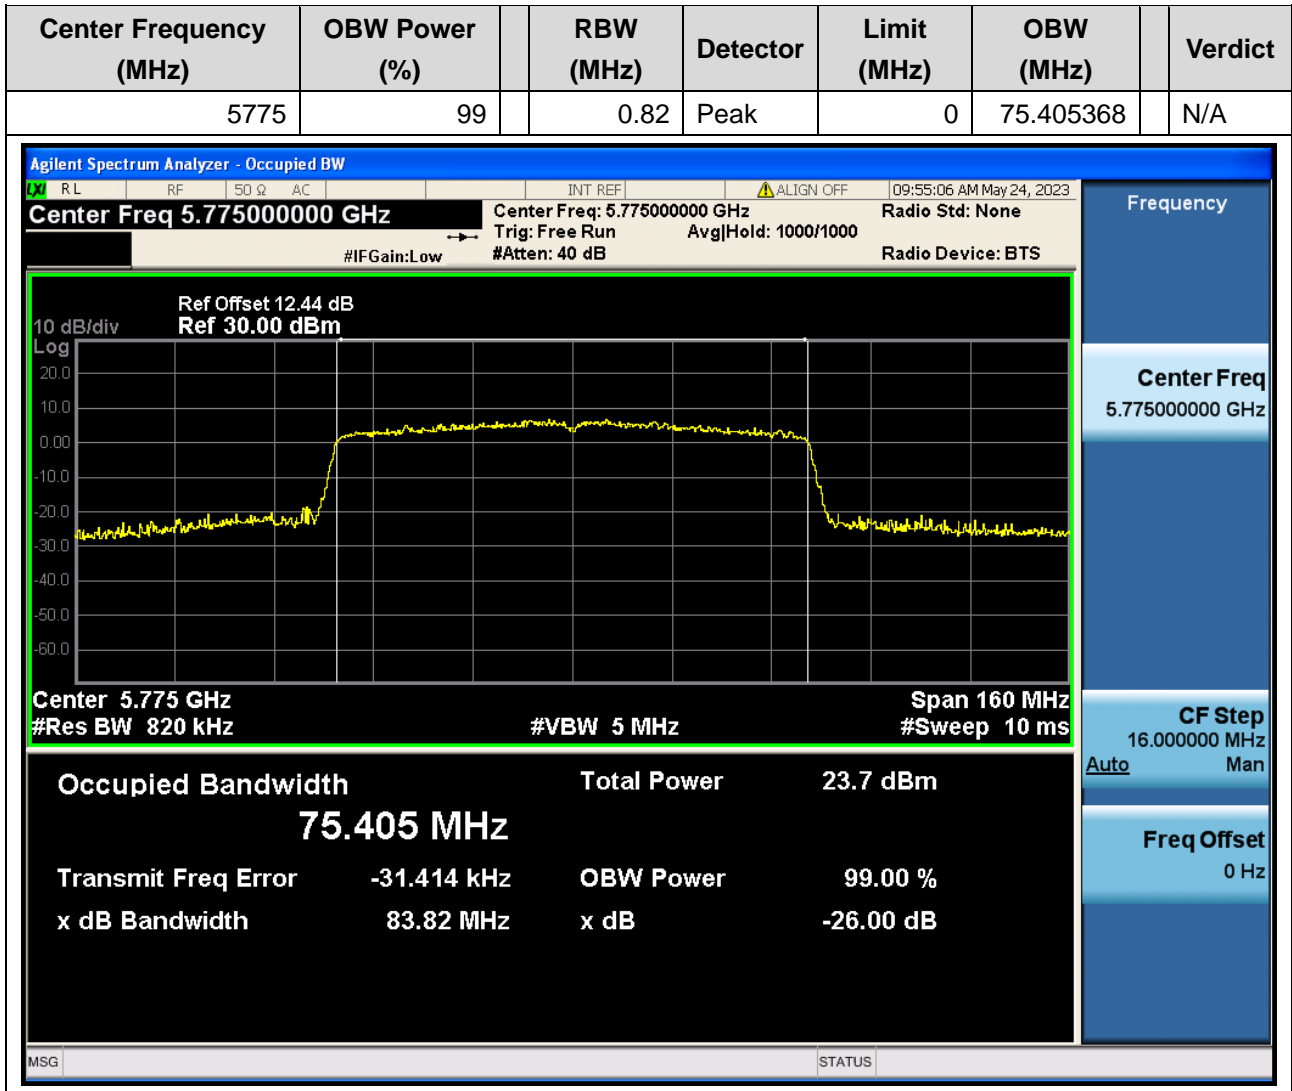 Center Frequency (MHz) OBW Power (%) RBW (MHz) Detector Limit (MHz) OBW (MHz) Verdict
5775 99 0.82 Peak 0 75.405368 N/A
Agilent Spectrum Analyzer - Occupied BW
LXI RL RF 50 Ω AC INT REF ALIGN OFF 09:55:06 AM May 24, 2023
Center Freq 5.775000000 GHz Center Freq: 5.775000000 GHz Radio Std: None
Trig: Free Run Avg|Hold: 1000/1000
#IFGain:Low #Atten: 40 dB Radio Device: BTS
Ref Offset 12.44 dB
10 dB/div Ref 30.00 dBm
Log
20.0
10.0
0.00
-10.0
-20.0
-30.0
-40.0
-50.0
-60.0
Center 5.775 GHz Span 160 MHz
#Res BW 820 kHz #VBW 5 MHz #Sweep 10 ms
Occupied Bandwidth Total Power 23.7 dBm
75.405 MHz
Transmit Freq Error -31.414 kHz OBW Power 99.00 %
x dB Bandwidth 83.82 MHz x dB -26.00 dB
Frequency
Center Freq
5.775000000 GHz
CF Step
16.000000 MHz
Auto Man
Freq Offset
0 Hz
MSG STATUS